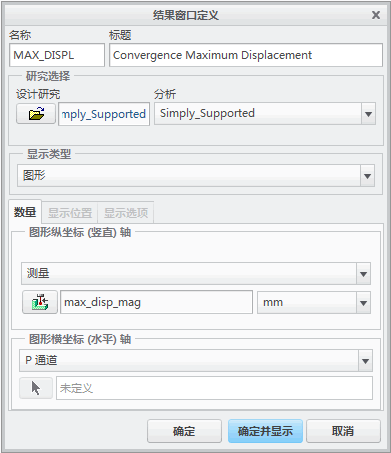 结果窗口定义
名称 标题
MAX_DISPL Convergence Maximum Displacement
研究选择
设计研究 分析
mply_Supported Simply_Supported
显示类型
图形
数量 显示位置 显示选项
图形纵坐标 (竖直) 轴
测量
max_disp_mag mm
图形横坐标 (水平) 轴
P 通道
未定义
确定 确定并显示 取消